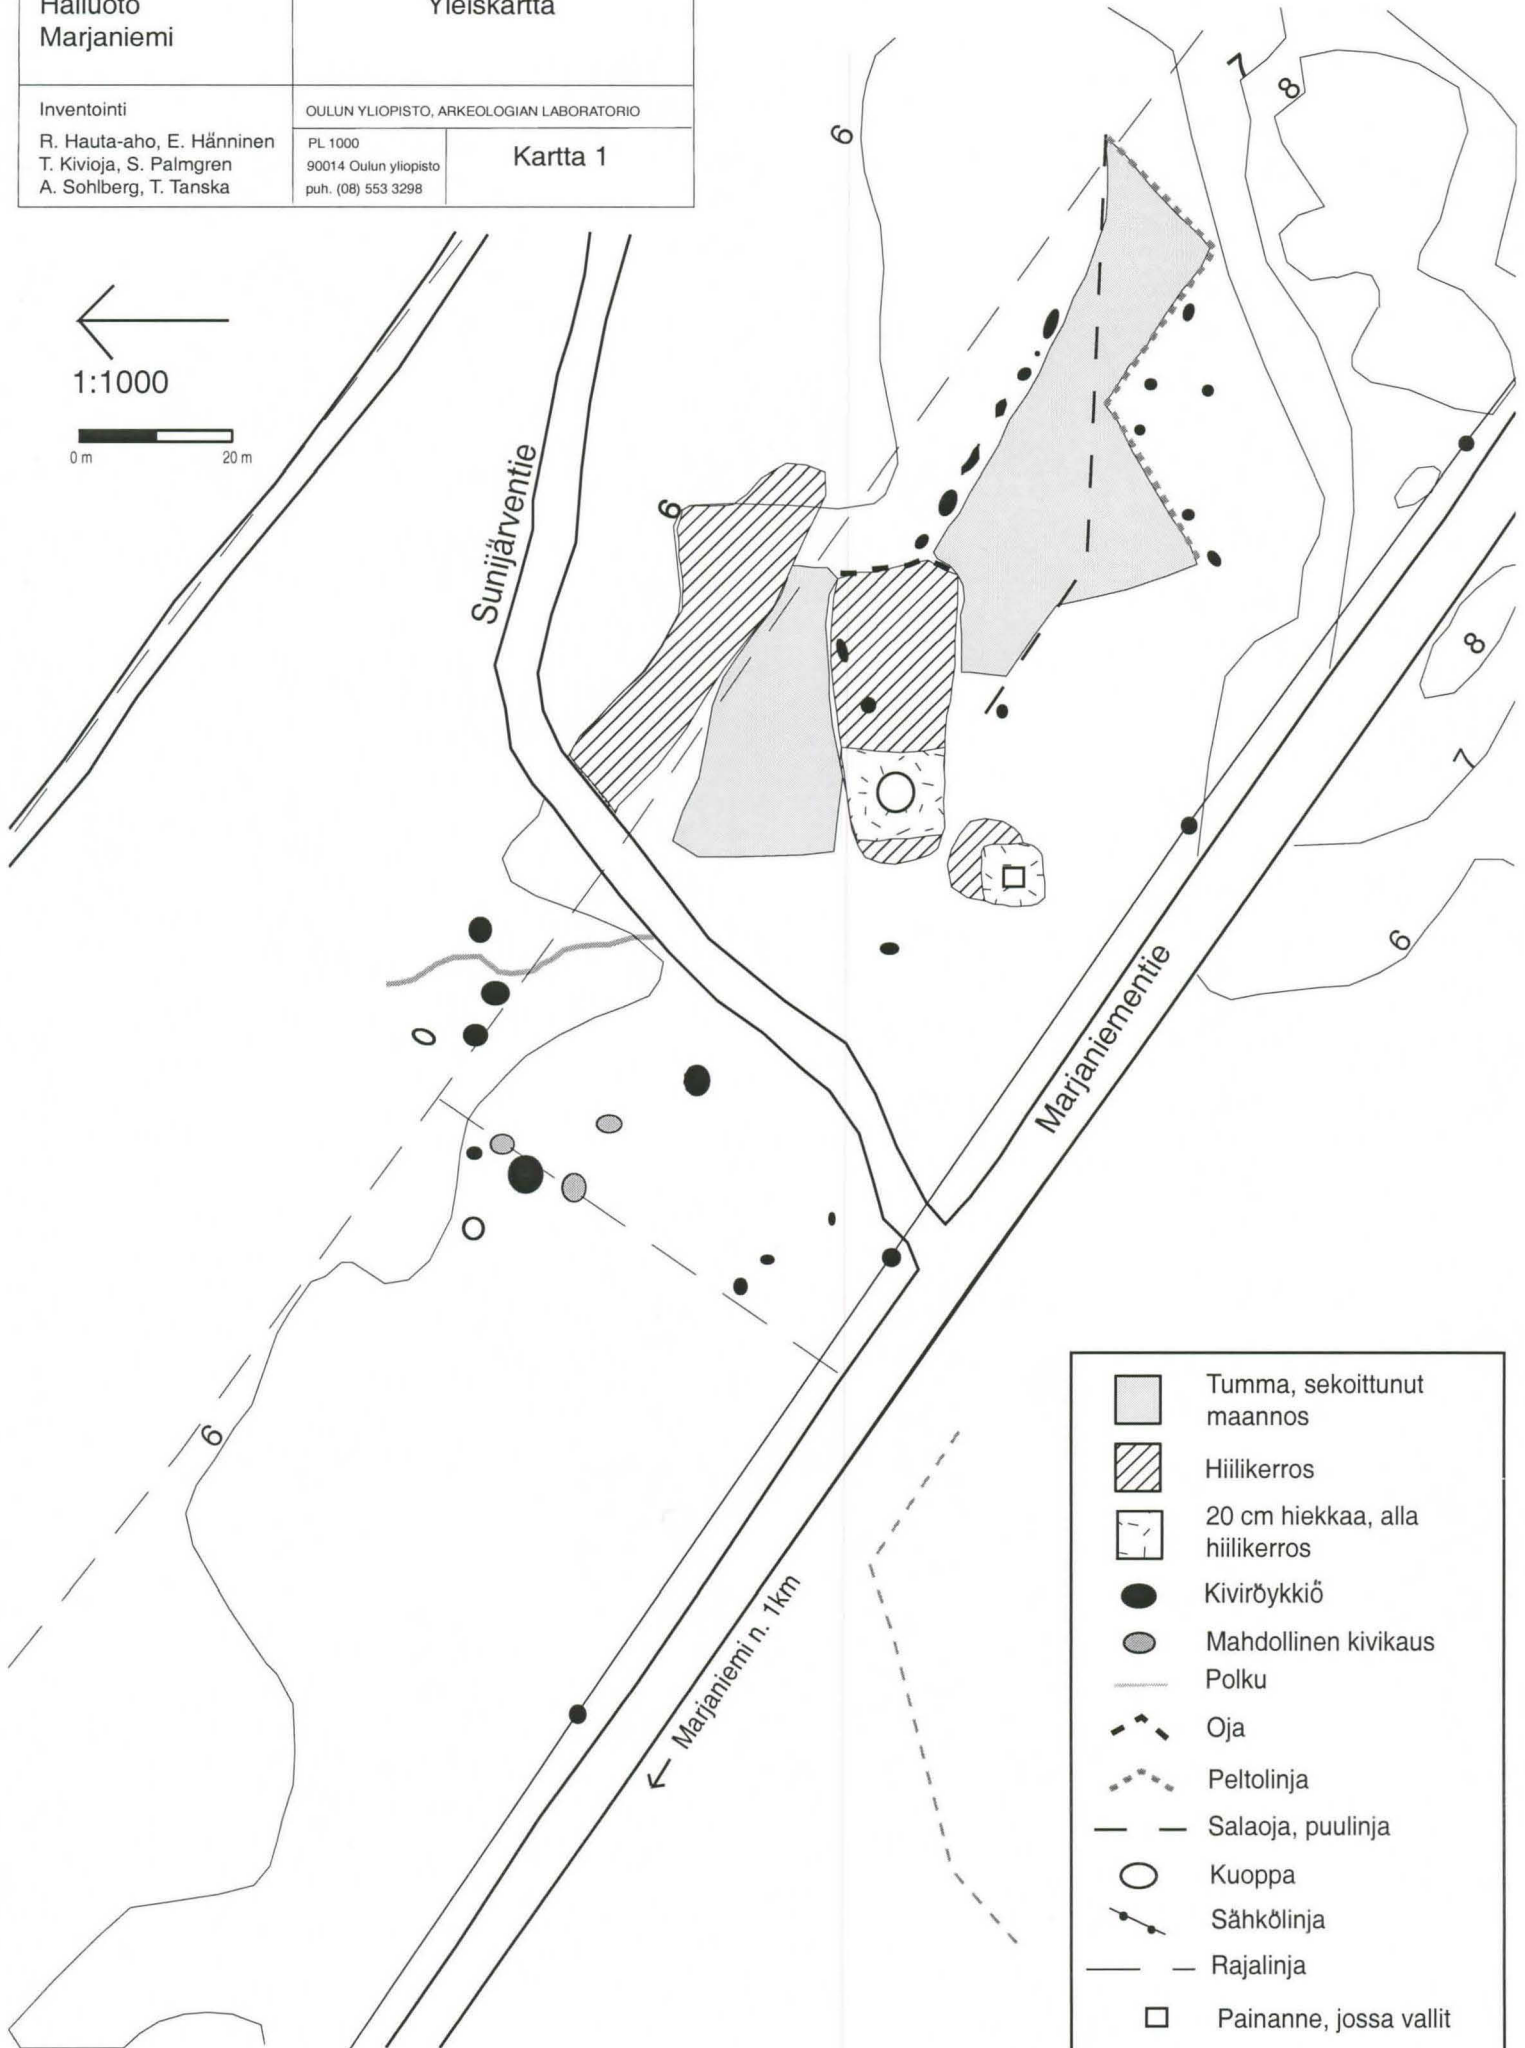 Hailuoto
Marjaniemi
Yleiskartta
Inventointi
R. Hauta-aho, E. Hänninen
T. Kivioja, S. Palmgren
A. Sohlberg, T. Tanska
OULUN YLIOPISTO, ARKEOLOGIAN LABORATORIO
PL 1000
90014 Oulun yliopisto
puh. (08) 553 3298
Kartta 1
7
8
6
1:1000
0 m 20 m
Sunijärventie
6
8
7
6
Marjaniementie
6
Marjaniemi n. 1km
Tumma, sekoittunut
maannos
Hiilikerros
20 cm hiekkaa, alla
hiilikerros
Kiviröykkiö
Mahdollinen kivikaus
Polku
Oja
Peltolinja
Salaoja, puulinja
Kuoppa
Sähkölinja
Rajalinja
Painanne, jossa vallit